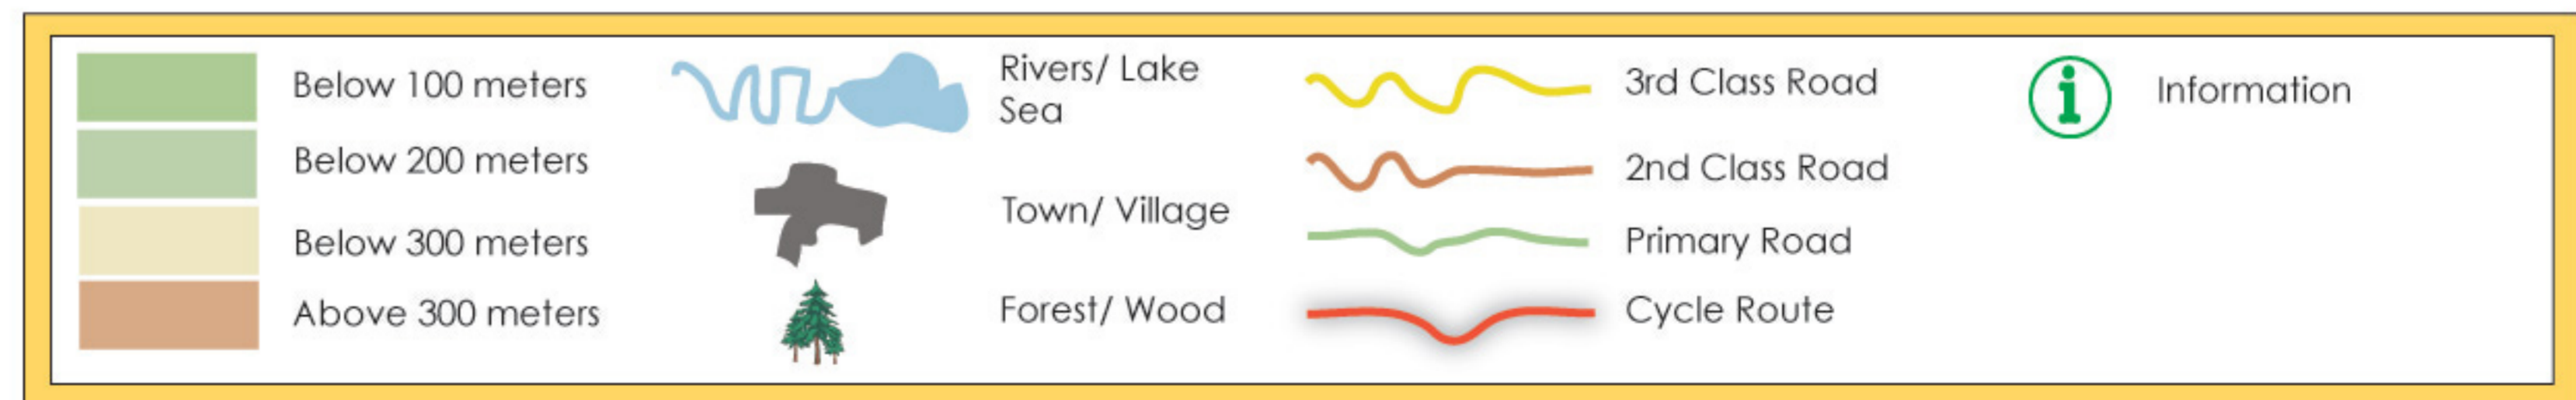 Below 100 meters
Below 200 meters
Below 300 meters
Above 300 meters
Rivers/ Lake
Sea
Town/ Village
Forest/ Wood
3rd Class Road
2nd Class Road
Primary Road
Cycle Route
i
Information